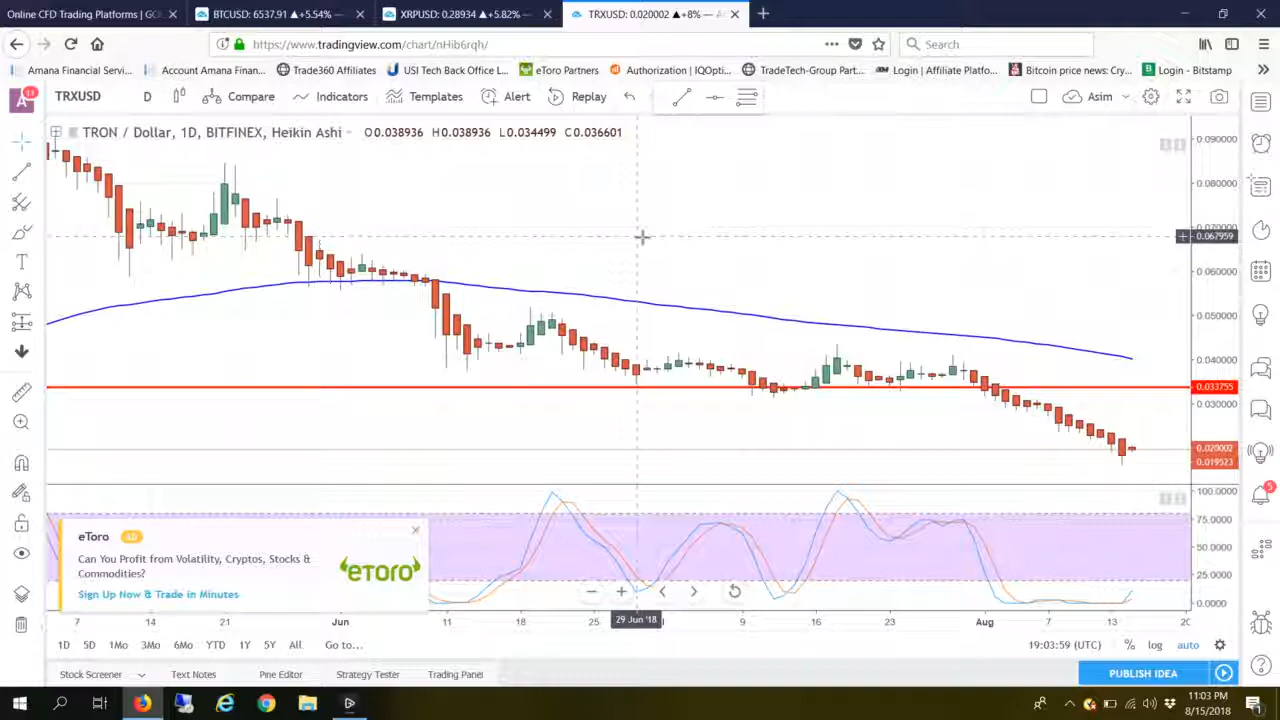 Online CFD Trading Platforms | GO
BTCUSD: 6537.91 ▲+5.54% —
XRPUSD: 0.28934 ▲+5.82% —
TRXUSD: 0.020002 ▲+8% — A
https://www.tradingview.com/chart/nHib6rqh/
Search
Amana Financial Servi...
Account Amana Finan...
Trade360 Affiliates
USI Tech Back Office L...
eToro Partners
Authorization | IQOpti...
TradeTech-Group Part...
Login | Affiliate Platfo...
Bitcoin price news: Cry...
Login - Bitstamp
A
11
TRXUSD
D
Compare
Indicators
Templates
Alert
Replay
Asim
TRON / Dollar, 1D, BITFINEX, Heikin Ashi
O0.038936 H0.038936 L0.034499 C0.036601
0.090000
0.080000
0.067959
0.060000
0.050000
0.040000
0.033755
0.030000
0.020002
0.019523
100.0000
75.0000
50.0000
25.0000
0.0000
5
eToro
AD
Can You Profit from Volatility, Cryptos, Stocks &
Commodities?
Sign Up Now & Trade in Minutes
eToro
7 14 21 Jun 11 18 25 29 Jun '18 9 16 23 Aug 7 13 20
1D 5D 1Mo 3Mo 6Mo YTD 1Y 5Y All Go to...
19:03:59 (UTC) % log auto
Stock Screener
Text Notes
Pine Editor
Strategy Tester
Trading Panel
PUBLISH IDEA
11:03 PM
8/15/2018
1